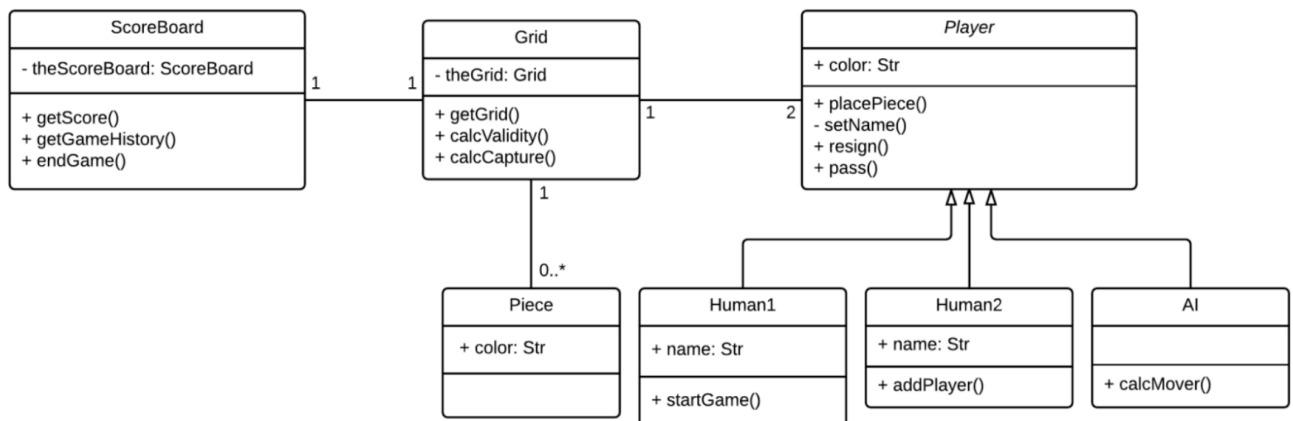 ScoreBoard
- theScoreBoard: ScoreBoard
+ getScore()
+ getGameHistory()
+ endGame()
1
1
Grid
- theGrid: Grid
+ getGrid()
+ calcValidity()
+ calcCapture()
1
2
Player
+ color: Str
+ placePiece()
- setName()
+ resign()
+ pass()
1
0..*
Piece
+ color: Str
Human1
+ name: Str
+ startGame()
Human2
+ name: Str
+ addPlayer()
AI
+ calcMover()